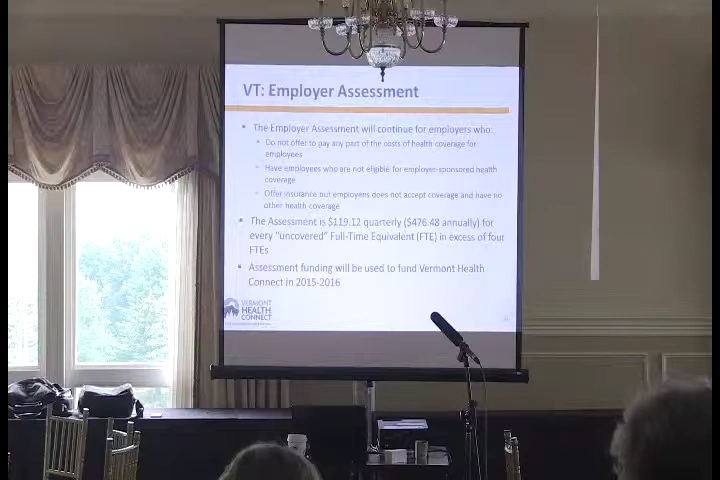 VT: Employer Assessment
The Employer Assessment will continue for employers who:
Do not offer to pay any part of the costs of health coverage for
employees
Have employees who are not eligible for employer-sponsored health
coverage
Offer insurance but employees does not accept coverage and have no
other health coverage
The Assessment is $119.12 quarterly ($476.48 annually) for
every "uncovered" Full-Time Equivalent (FTE) in excess of four
FTEs
Assessment funding will be used to fund Vermont Health
Connect in 2015-2016
VERMONT
HEALTH
CONNECT